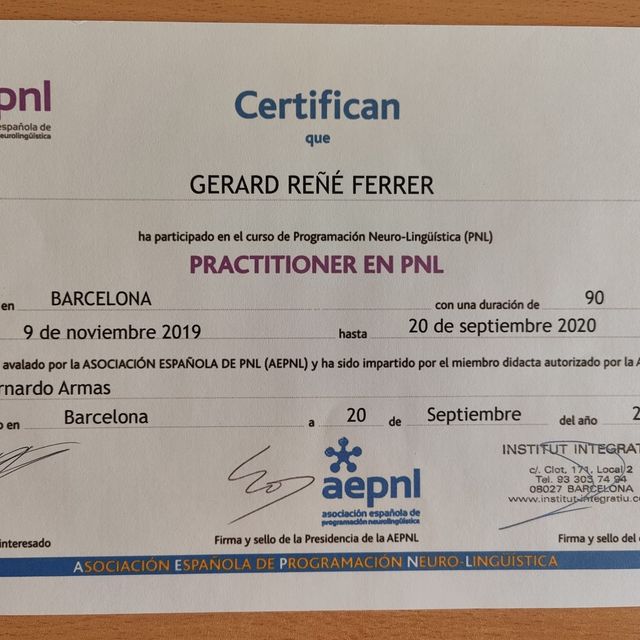 pnl
española de
neurolingüística
Certifican
que
GERARD REÑÉ FERRER
ha participado en el curso de Programación Neuro-Lingüística (PNL)
PRACTITIONER EN PNL
en BARCELONA con una duración de 90
9 de noviembre 2019 hasta 20 de septiembre 2020
avalado por la ASOCIACIÓN ESPAÑOLA DE PNL (AEPNL) y ha sido impartido por el miembro didacta autorizado por la A
rnardo Armas
o en Barcelona a 20 de Septiembre del año 2
INSTITUT INTEGRAT
c/. Clot, 171, Local 2
Tel. 93 303 74 94
08027 BARCELONA
www.institut-integratiu.co
aepnl
asociación española de
programación neurolingüística
interesado Firma y sello de la Presidencia de la AEPNL Firma y sello del
ASOCIACIÓN ESPAÑOLA DE PROGRAMACIÓN NEURO-LINGÜÍSTICA